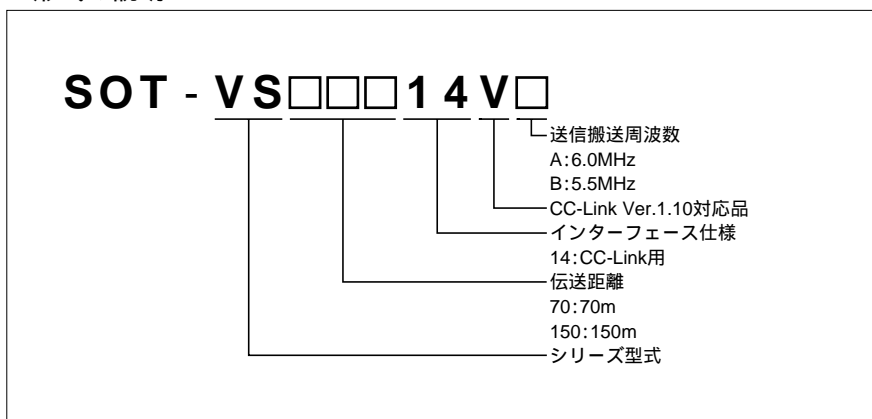 SOT - VS□□□14V□
送信搬送周波数
A:6.0MHz
B:5.5MHz
CC-Link Ver.1.10対応品
インターフェース仕様
14:CC-Link用
伝送距離
70:70m
150:150m
シリーズ型式